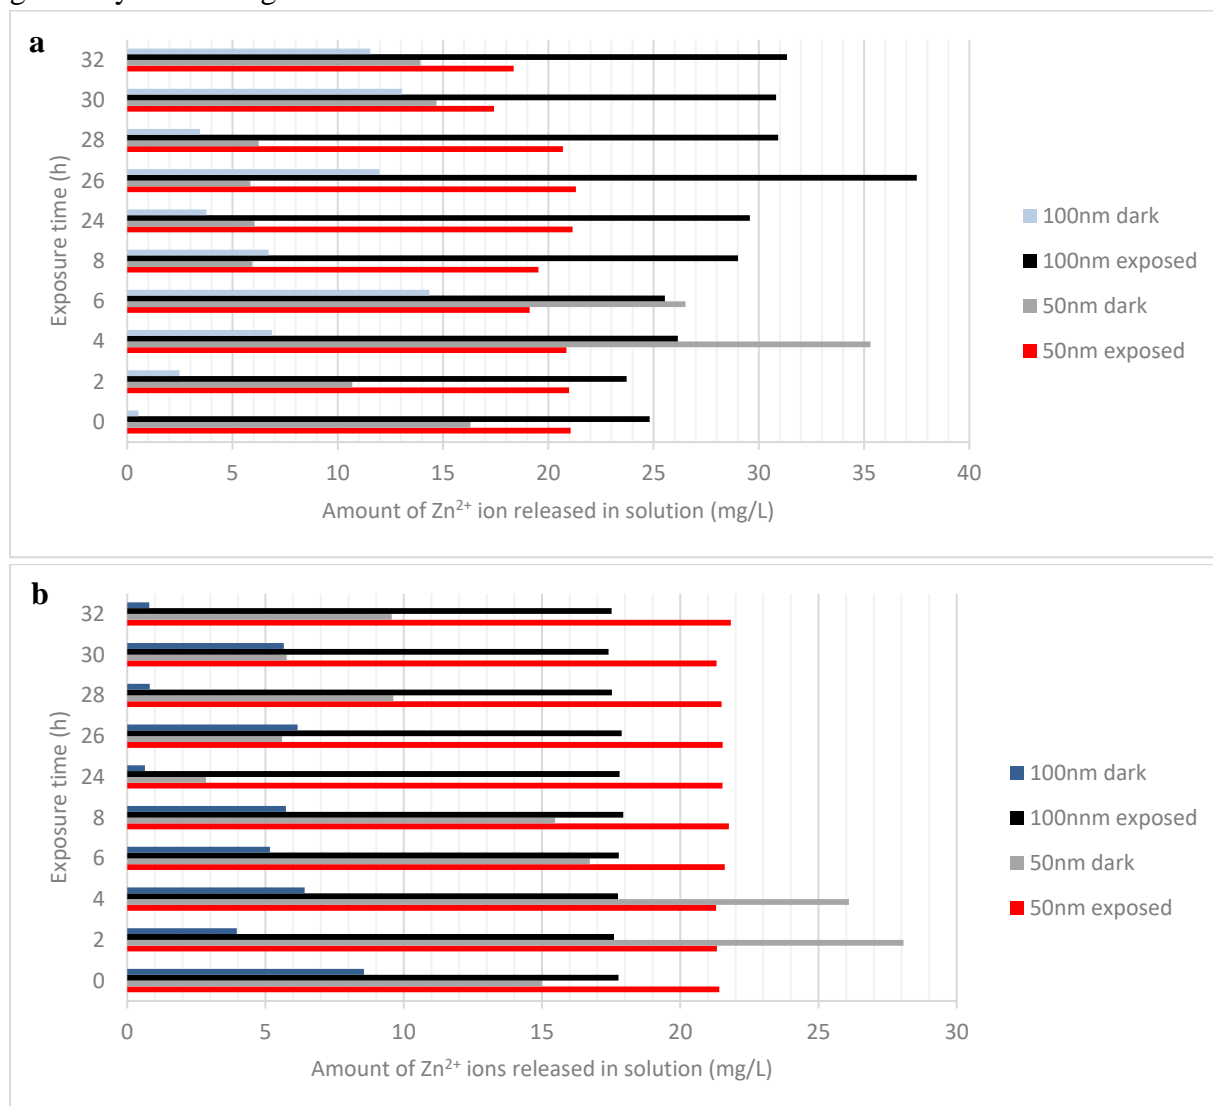 a
32
30
28
26
24
8
6
4
2
0
Exposure time (h)
0 5 10 15 20 25 30 35 40
Amount of Zn²⁺ ion released in solution (mg/L)
100nm dark
100nm exposed
50nm dark
50nm exposed
b
32
30
28
26
24
8
6
4
2
0
Exposure time (h)
0 5 10 15 20 25 30
Amount of Zn²⁺ ions released in solution (mg/L)
100nm dark
100nnm exposed
50nm dark
50nm exposed